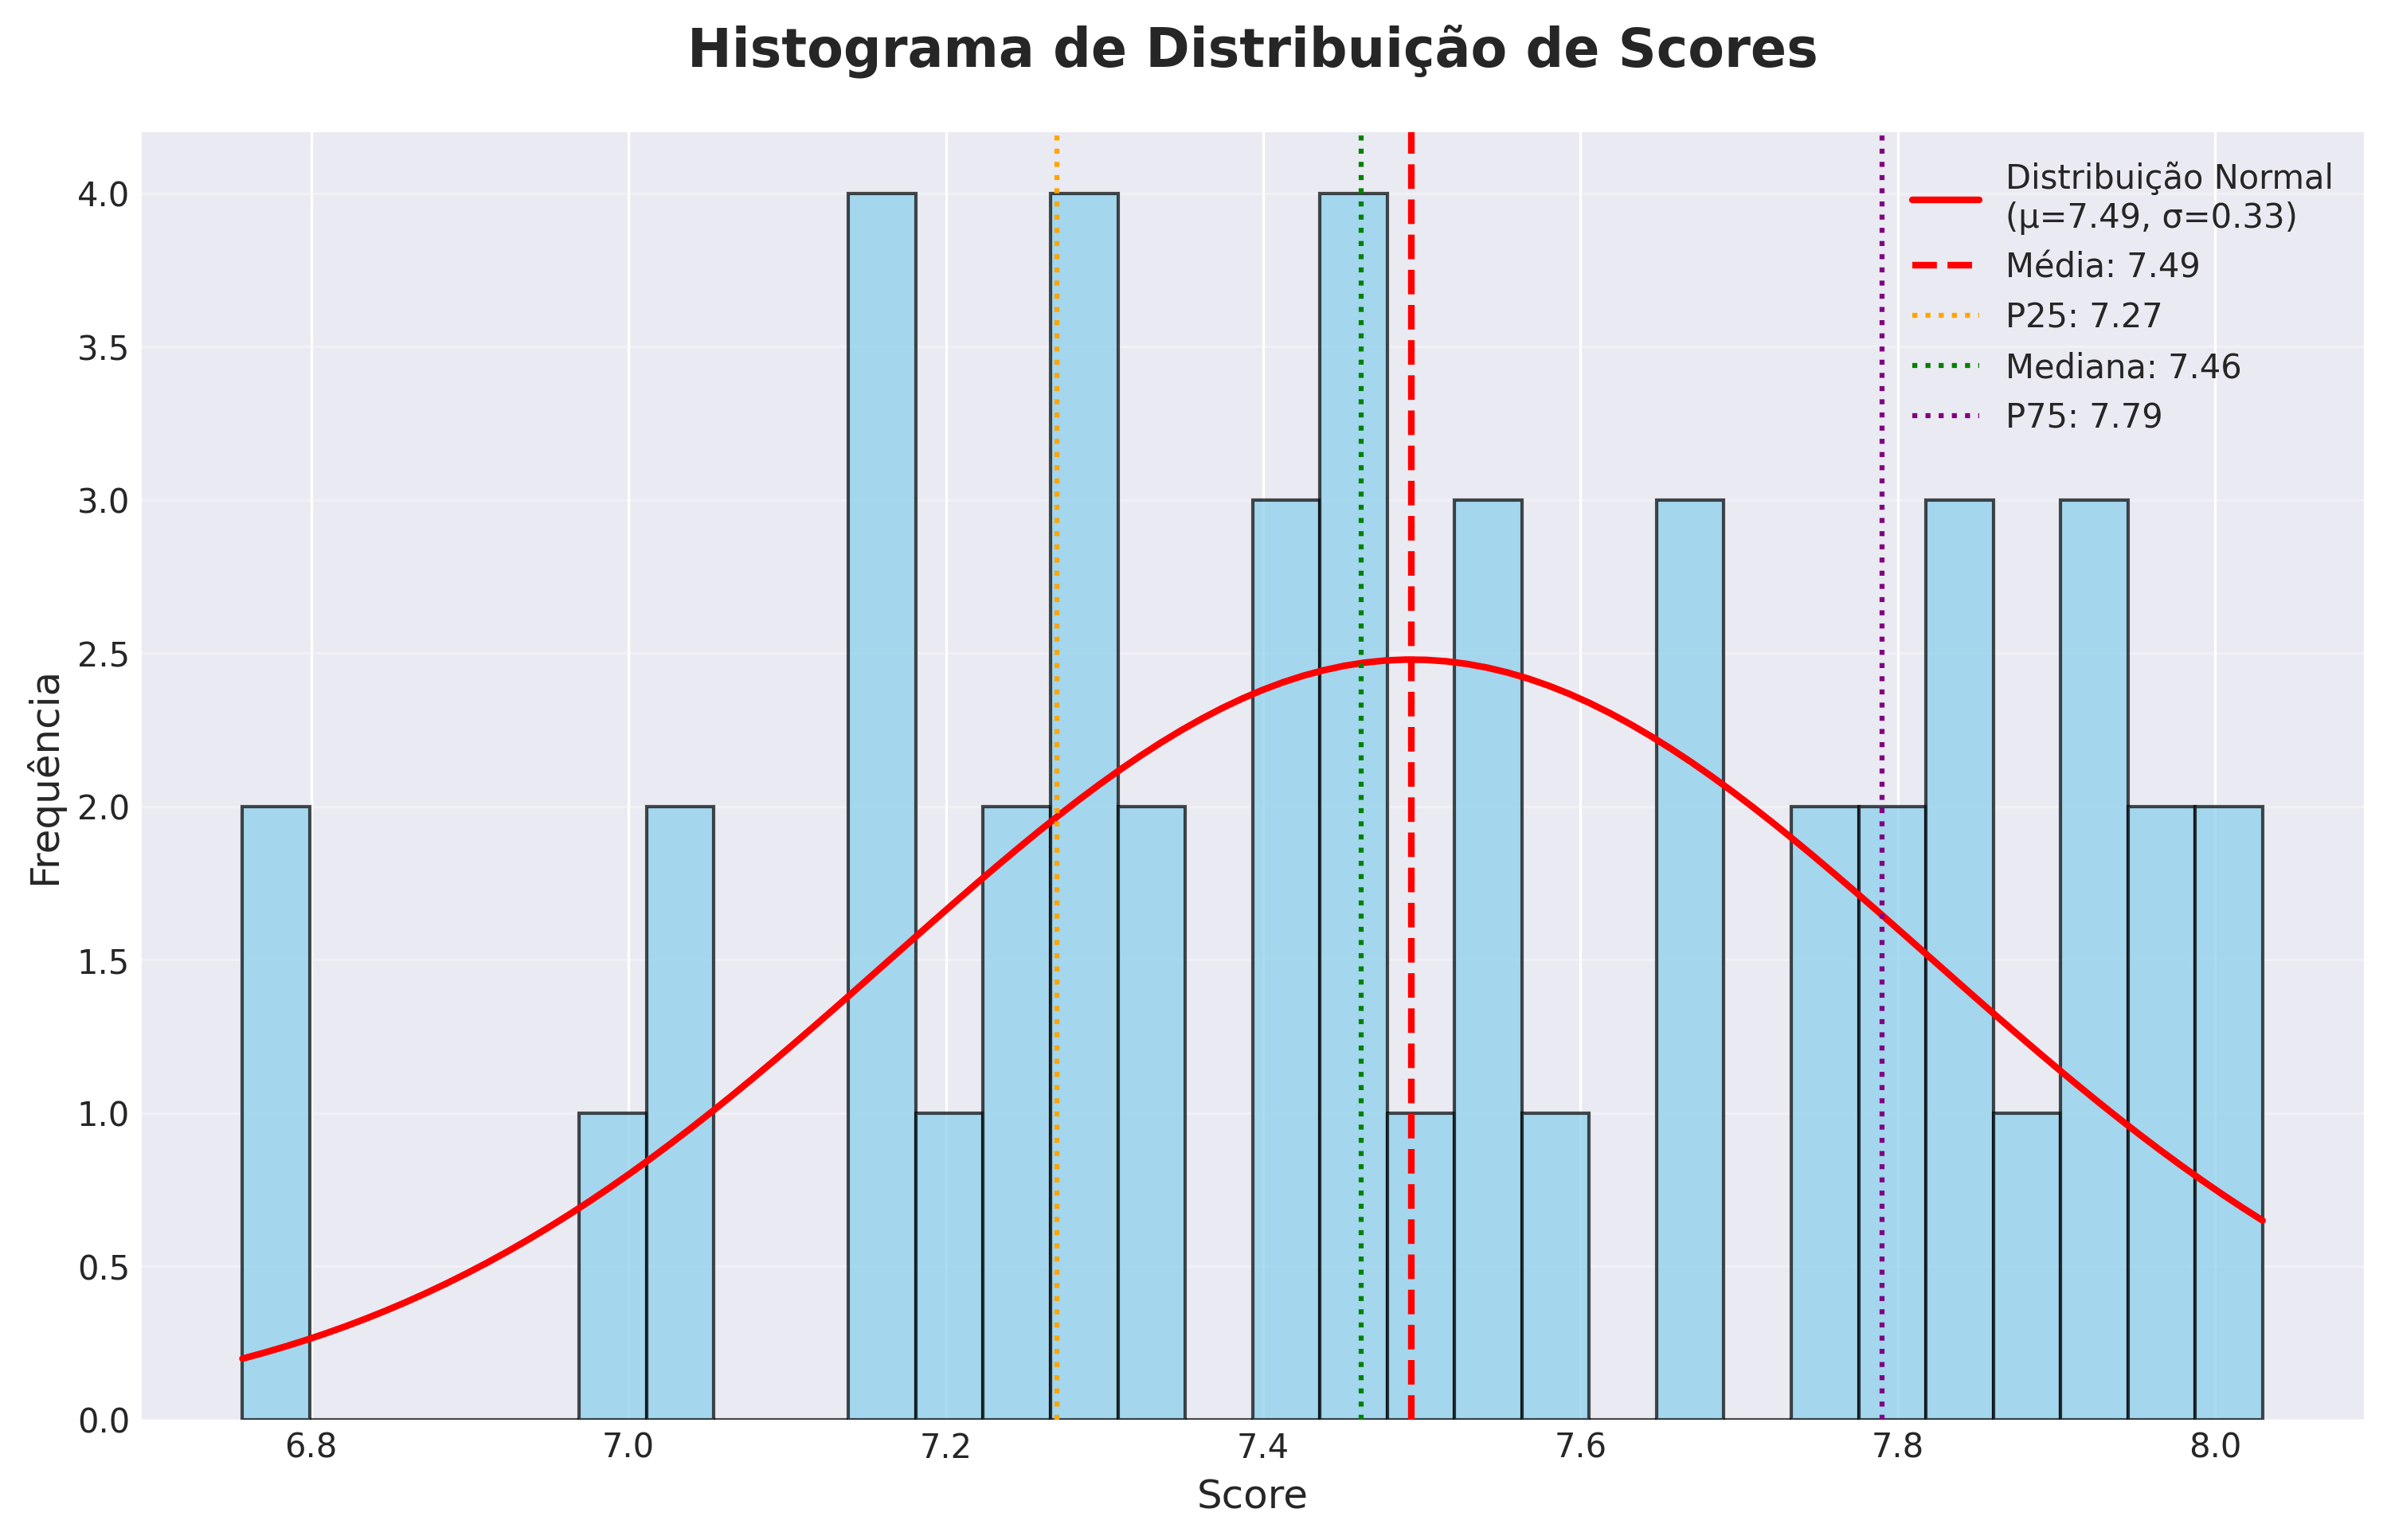 Histograma de Distribuição de Scores
Distribuição Normal
(μ=7.49, σ=0.33)
Média: 7.49
P25: 7.27
Mediana: 7.46
P75: 7.79
Frequência
4.0
3.5
3.0
2.5
2.0
1.5
1.0
0.5
0.0
6.8
7.0
7.2
7.4
7.6
7.8
8.0
Score